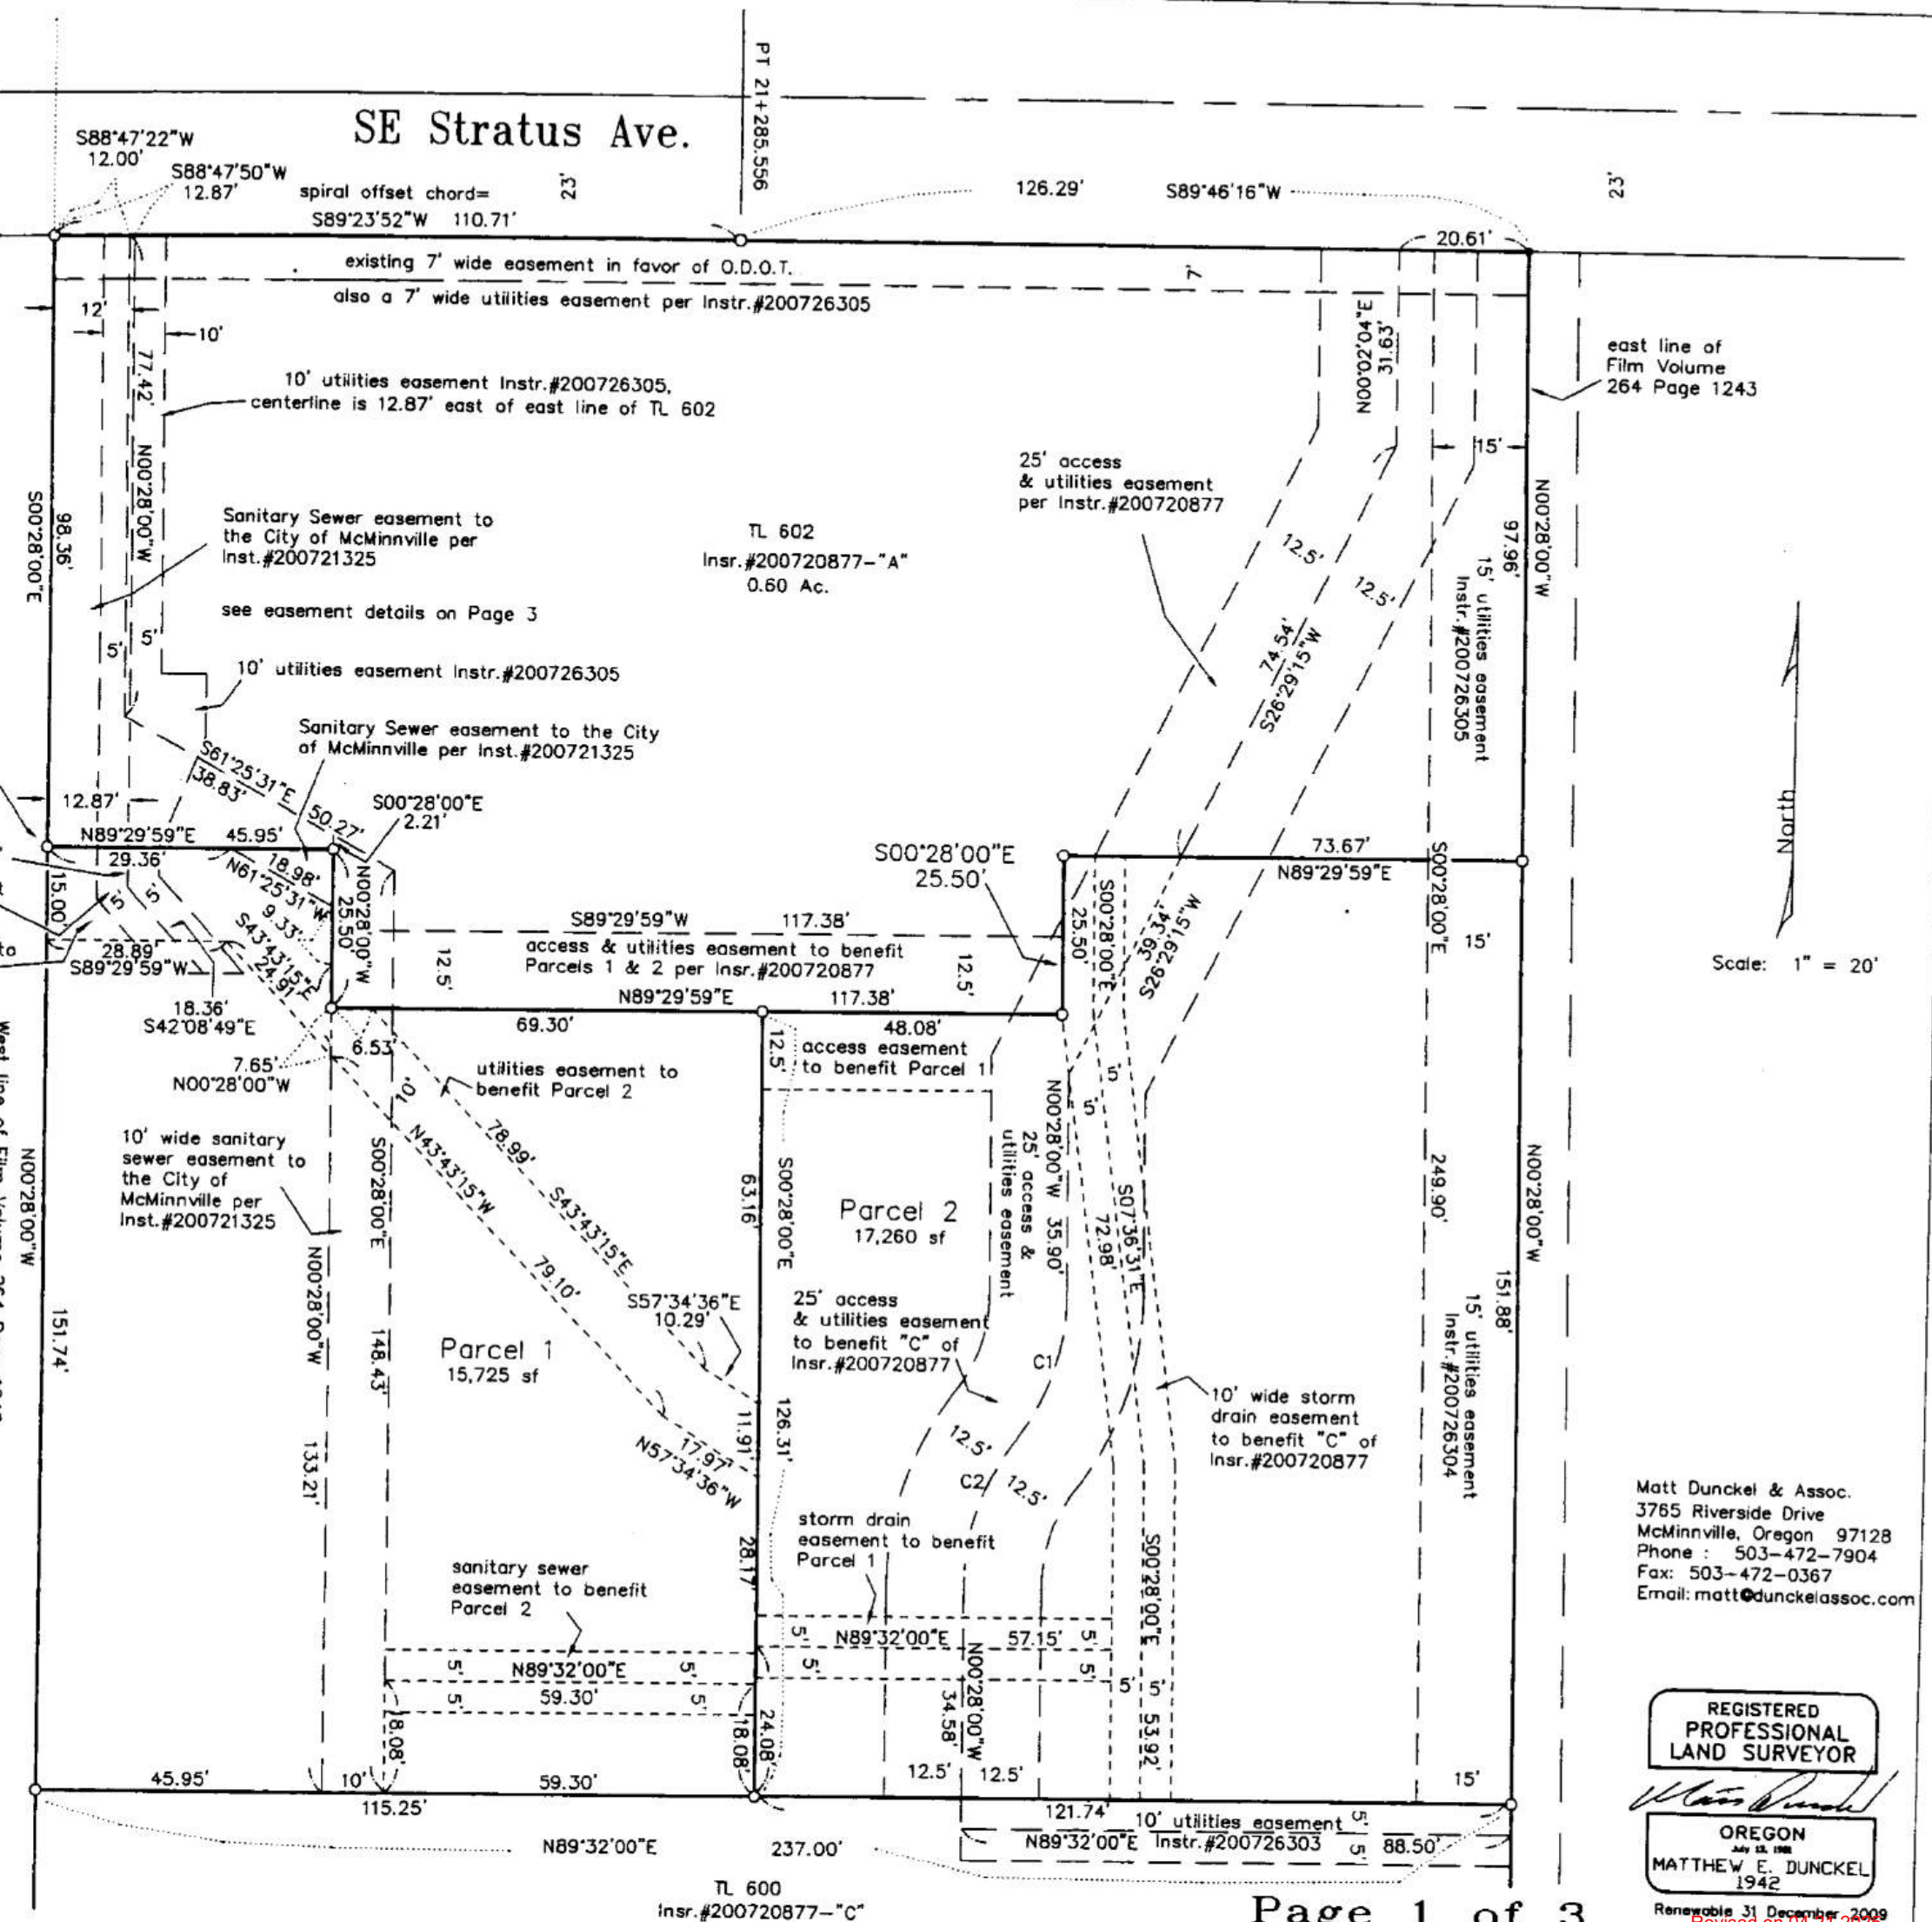 PT 21+285.556
SE Stratus Ave.
S88°47'22"W
12.00'
S88°47'50"W
12.87'
spiral offset chord=
S89°23'52"W 110.71'
23'
126.29' S89°46'16"W
23'
20.61'
existing 7' wide easement in favor of O.D.O.T.
also a 7' wide utilities easement per Instr.#200726305
7'
12'
10'
77.42'
N00°28'00"W
10' utilities easement Instr.#200726305,
centerline is 12.87' east of east line of TL 602
N00°02'04"E
31.63'
east line of
Film Volume
264 Page 1243
15'
25' access
& utilities easement
per Instr.#200720877
S00°28'00"E
98.36'
Sanitary Sewer easement to
the City of McMinnville per
Inst.#200721325
TL 602
Insr.#200720877-"A"
0.60 Ac.
12.5'
12.5'
N00°28'00"W
97.96'
15' utilities easement
Instr.#200726305
see easement details on Page 3
5'
5'
74.54'
S26°29'15"W
10' utilities easement Instr.#200726305
Sanitary Sewer easement to the City
of McMinnville per Inst.#200721325
S61°25'31"E
38.83'
50.27'
S00°28'00"E
2.21'
12.87'
N89°29'59"E 45.95'
29.36'
18.98'
N61°25'31"W
9.33'
15.00'
5'
5'
S43°43'15"E
24.91'
25.50'
N00°28'00"W
S00°28'00"E
25.50'
73.67'
N89°29'59"E
S00°28'00"E
15'
North
Scale: 1" = 20'
to
28.89'
S89°29'59"W
18.36'
S42°08'49"E
S89°29'59"W 117.38'
access & utilities easement to benefit
Parcels 1 & 2 per Insr.#200720877
12.5'
12.5'
N89°29'59"E 117.38'
25.50'
S00°28'00"E
39.34'
S26°29'15"W
69.30'
48.08'
7.65'
N00°28'00"W
6.53'
10'
utilities easement to
benefit Parcel 2
12.5'
access easement
to benefit Parcel 1
5'
5'
10' wide sanitary
sewer easement to
the City of
McMinnville per
Inst.#200721325
N00°28'00"W
151.74'
S00°28'00"E
148.43'
N43°43'15"W
79.10'
78.99'
S43°43'15"E
S57°34'36"E
10.29'
63.16'
S00°28'00"E
126.31'
Parcel 2
17,260 sf
25' access &
utilities easement
N00°28'00"W 35.90'
S07°36'31"E
72.98'
249.90'
N00°28'00"W
151.88'
15' utilities easement
Instr.#200726304
N00°28'00"W
133.21'
Parcel 1
15,725 sf
25' access
& utilities easement
to benefit "C" of
Insr.#200720877
C1
10' wide storm
drain easement
to benefit "C" of
Insr.#200720877
11.91'
17.97'
N57°34'36"W
12.5'
C2
12.5'
28.17'
storm drain
easement to benefit
Parcel 1
sanitary sewer
easement to benefit
Parcel 2
S00°28'00"E
53.92'
Matt Dunckel & Assoc.
3765 Riverside Drive
McMinnville, Oregon 97128
Phone : 503-472-7904
Fax: 503-472-0367
Email: matt@dunckelassoc.com
5'
N89°32'00"E 57.15'
5'
5'
5'
5'
N89°32'00"E
5'
5'
59.30'
5'
5'
5'
N00°28'00"W
34.58'
18.08'
18.08'
24.08'
45.95'
10'
59.30'
12.5'
12.5'
15'
115.25'
121.74'
10' utilities easement
5'
N89°32'00"E Instr.#200726303
5'
88.50'
N89°32'00"E 237.00'
TL 600
Insr.#200720877-"C"
Page 1 of 3
REGISTERED
PROFESSIONAL
LAND SURVEYOR
OREGON
MATTHEW E. DUNCKEL
1942
Renewable 31 December 2009